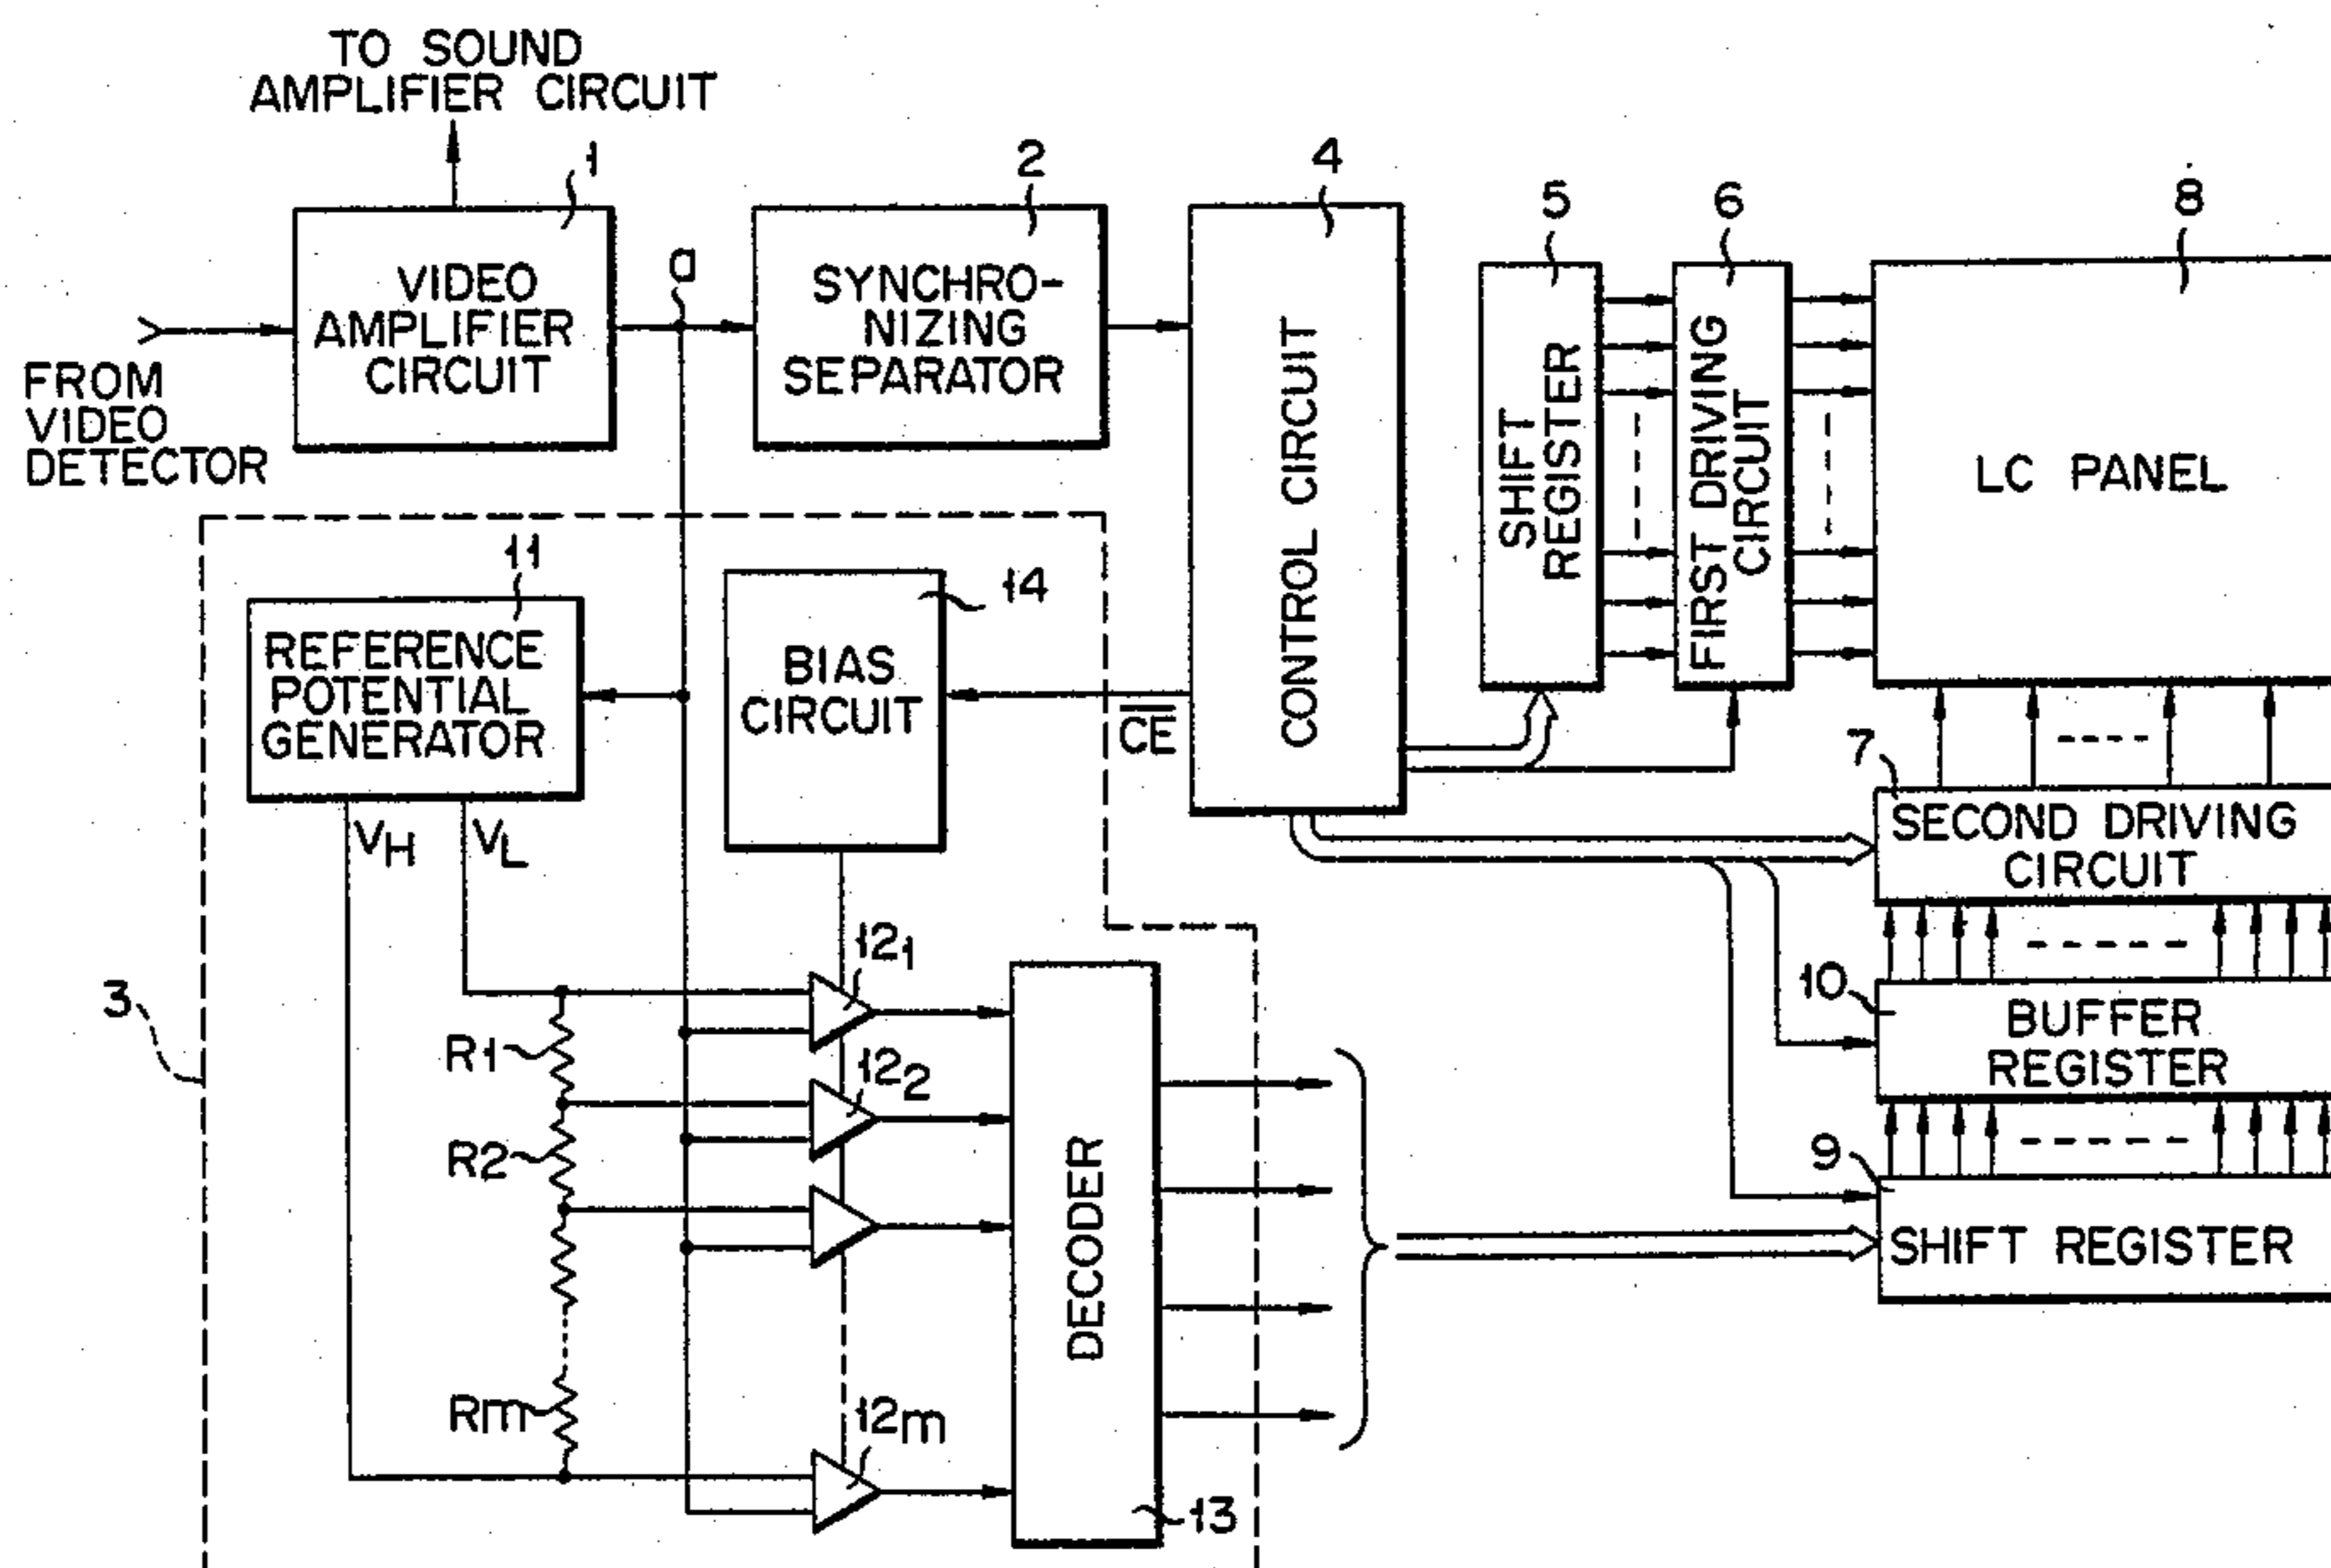 TO SOUND
AMPLIFIER CIRCUIT
1
2
4
5
6
8
a
VIDEO
AMPLIFIER
CIRCUIT
SYNCHRO-
NIZING
SEPARATOR
CONTROL CIRCUIT
SHIFT
REGISTER
FIRST DRIVING
CIRCUIT
LC PANEL
FROM
VIDEO
DETECTOR
11
14
REFERENCE
POTENTIAL
GENERATOR
BIAS
CIRCUIT
C̅E̅
VH
VL
7
SECOND DRIVING
CIRCUIT
3
12₁
R1
12₂
R2
10
BUFFER
REGISTER
DECODER
9
SHIFT REGISTER
Rm
12m
13